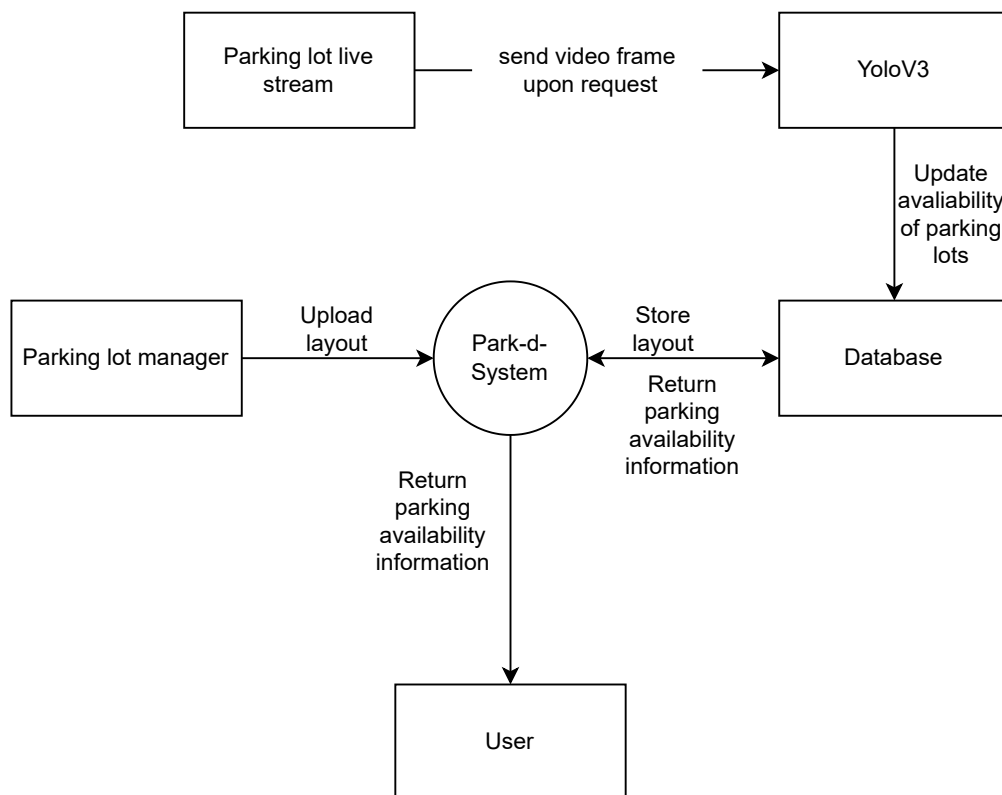 Parking lot live
stream
send video frame
upon request
YoloV3
Update
avaliability
of parking
lots
Parking lot manager
Upload
layout
Park-d-
System
Store
layout
Return
parking
availability
information
Database
Return
parking
availability
information
User